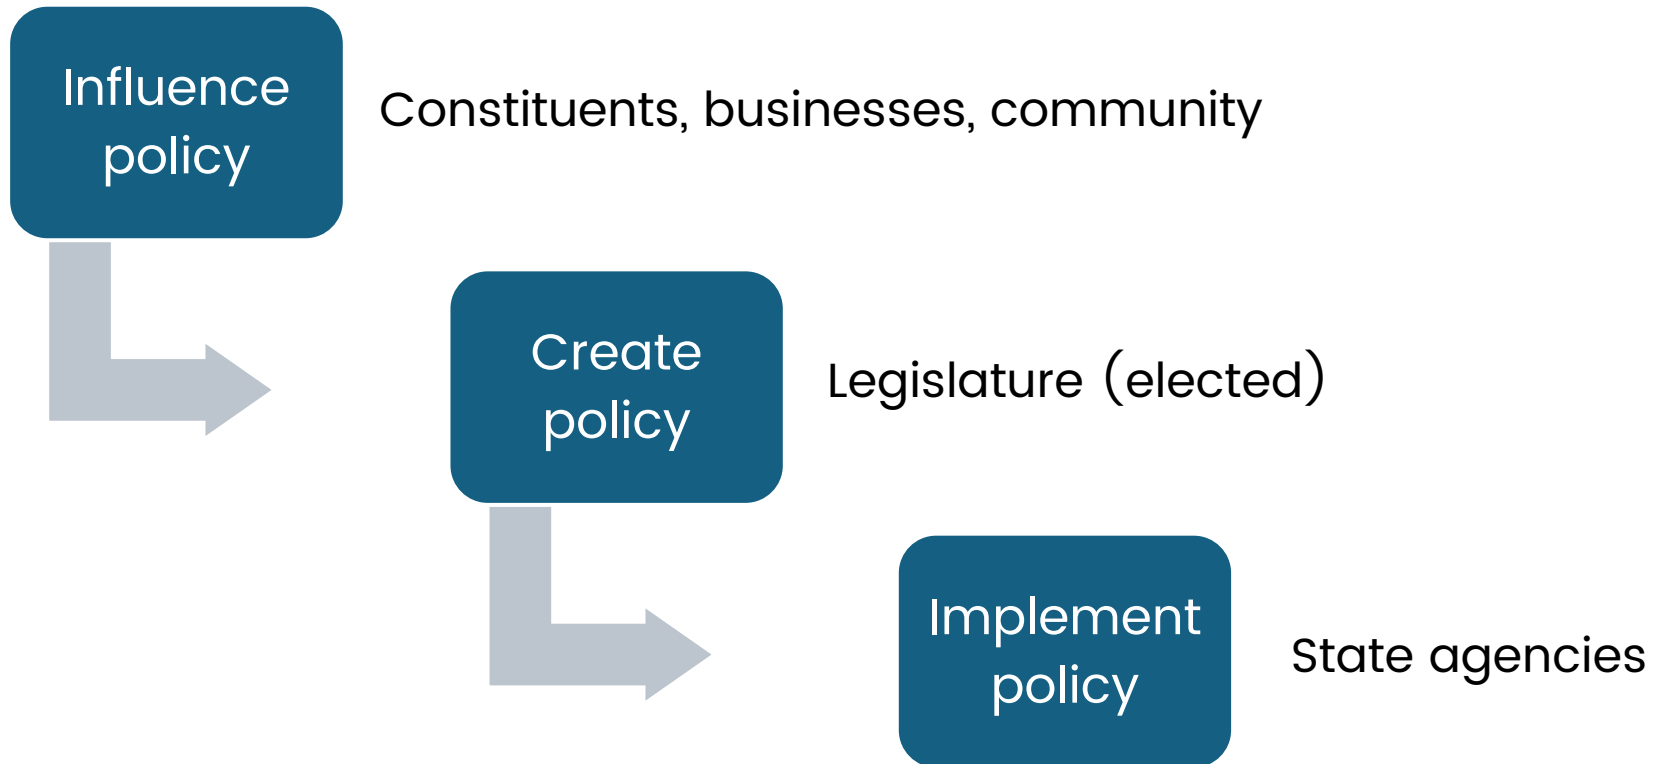 Influence
policy
Constituents, businesses, community
Create
policy
Legislature (elected)
Implement
policy
State agencies